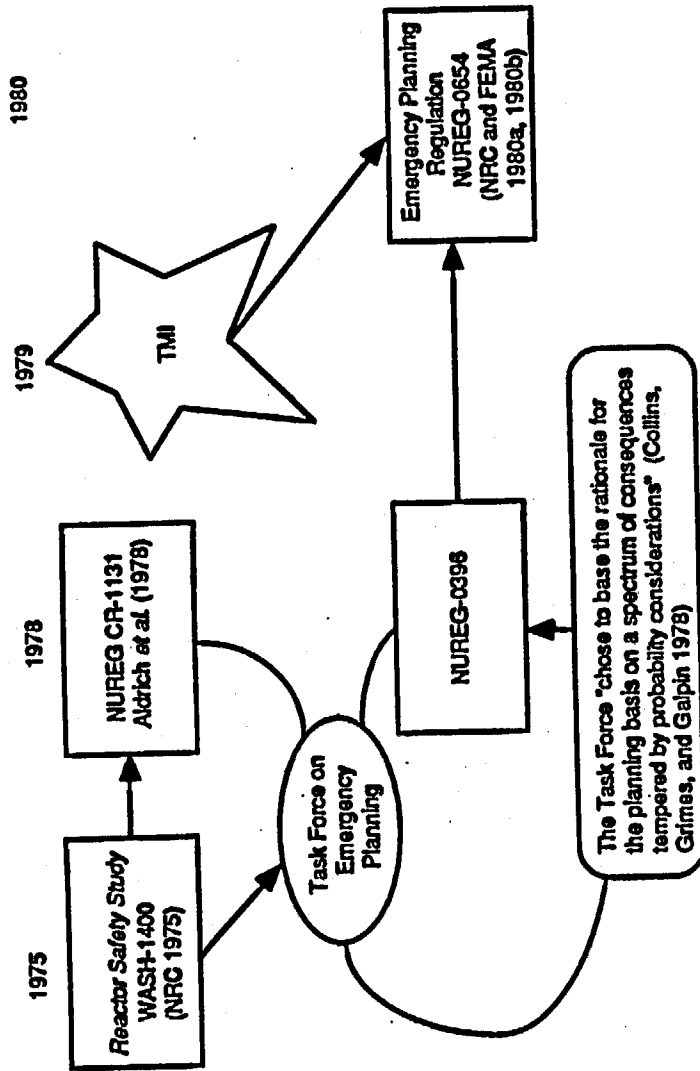 1975
1978
1979
1980
Reactor Safety Study
WASH-1400
(NRC 1975)
NUREG CR-1131
Aldrich et al. (1978)
TMI
Task Force on
Emergency
Planning
NUREG-0396
Emergency Planning
Regulation
NUREG-0654
(NRC and FEMA
1980a, 1980b)
The Task Force "chose to base the rationale for
the planning basis on a spectrum of consequences
tempered by probability considerations" (Collins,
Grimes, and Galpin 1978)